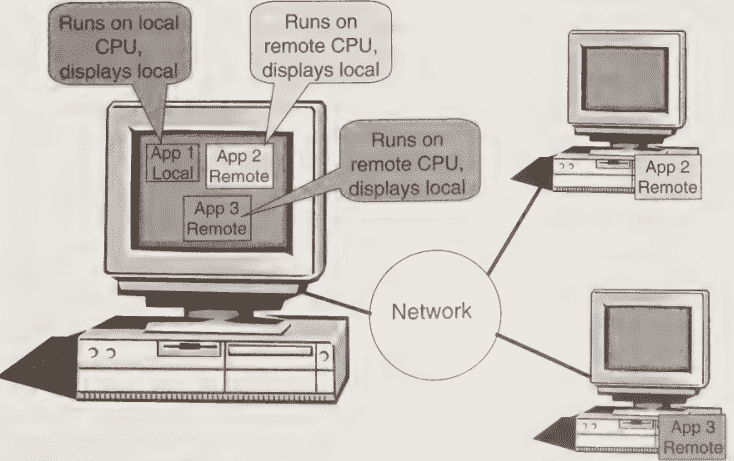 Runs on local
CPU,
displays local
Runs on
remote CPU,
displays local
Runs on
remote CPU,
displays local
App 1
Local
App 2
Remote
App 3
Remote
App 2
Remote
Network
App 3
Remote